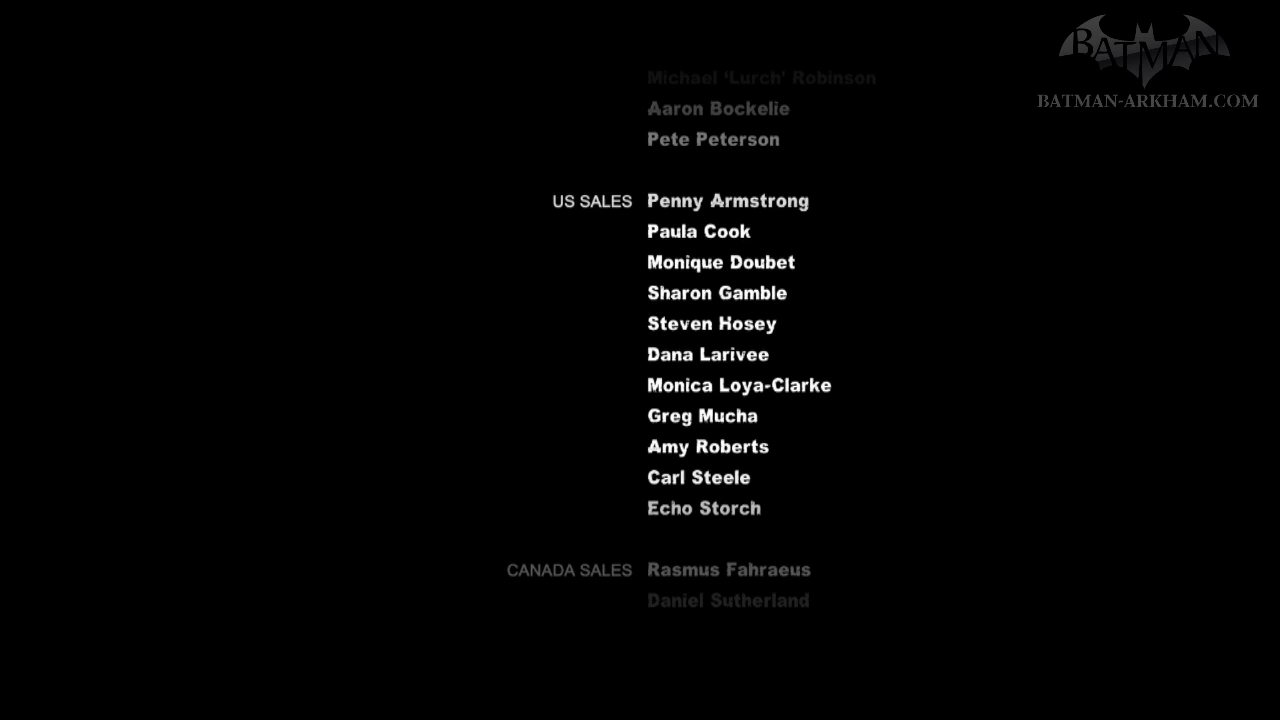 BATMAN
BATMAN-ARKHAM.COM
Michael ‘Lurch’ Robinson
Aaron Bockelie
Pete Peterson
US SALES Penny Armstrong
Paula Cook
Monique Doubet
Sharon Gamble
Steven Hosey
Dana Larivee
Monica Loya-Clarke
Greg Mucha
Amy Roberts
Carl Steele
Echo Storch
CANADA SALES Rasmus Fahraeus
Daniel Sutherland